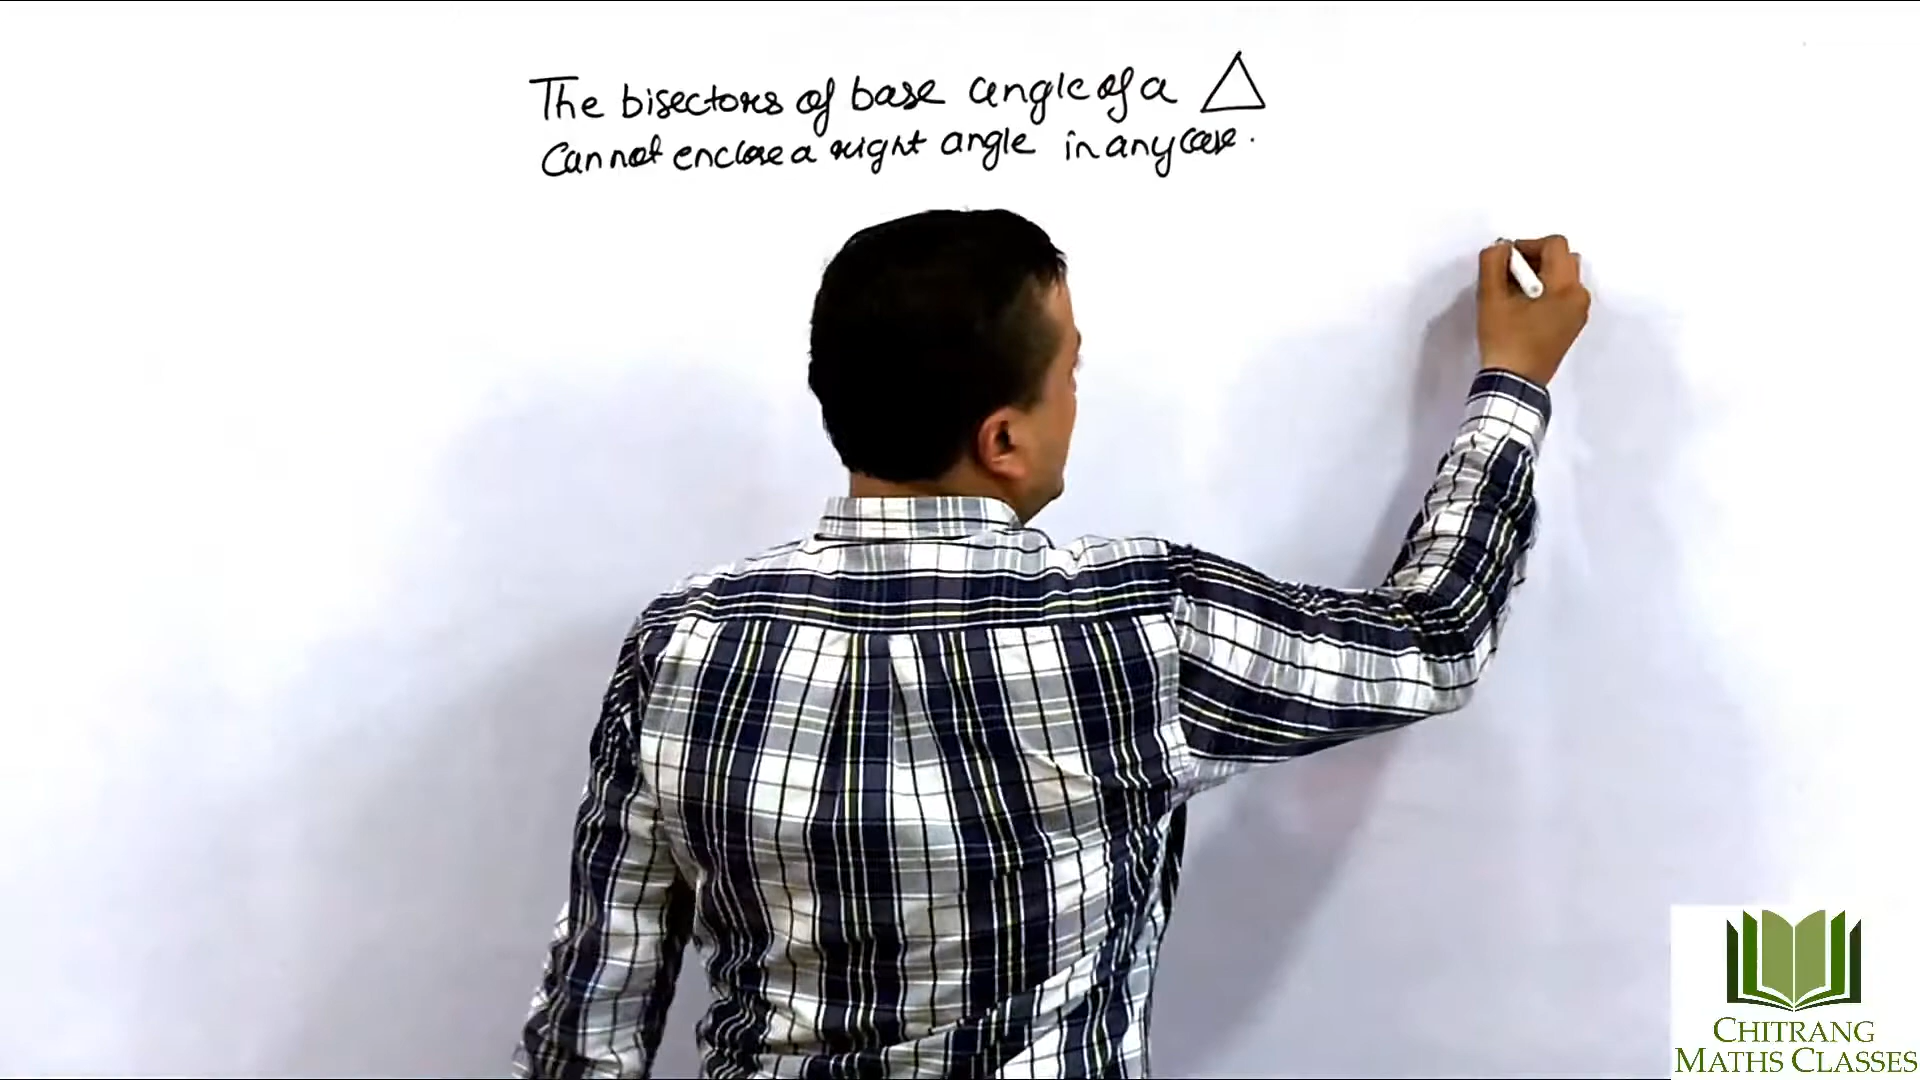 The bisectors of base angle of a △
Cannot enclose a right angle in any case.
CHITRANG
MATHS CLASSES